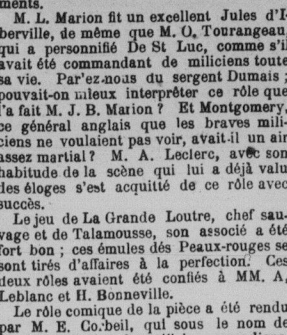 ments.
M. L. Marion fit un excellent Jules d'I-
berville, de même que M. O. Tourangeau,
qui a personnifié De St Luc, comme s'il
avait été commandant de miliciens toute
sa vie. Par'ez-nous du sergent Dumais ;
pouvait-on mieux interprêter ce rôle que
l'a fait M. J. B. Marion ? Et Montgomery,
ce général anglais que les braves mili-
ciens ne voulaient pas voir, avait-il un air
assez martial ? M. A. Leclerc, avec son
habitude de la scène qui lui a déjà valu
des éloges s'est acquitté de ce rôle avec
succès.
Le jeu de La Grande Loutre, chef sau-
vage et de Talamousse, son associé a été
fort bon ; ces émules dés Peaux-rouges se
sont tirés d'affaires à la perfection. Ces
deux rôles avaient été confiés à MM. A.
Leblanc et H. Bonneville.
Le rôle comique de la pièce a été rendu
par M. E. Corbeil, qui sous le nom de